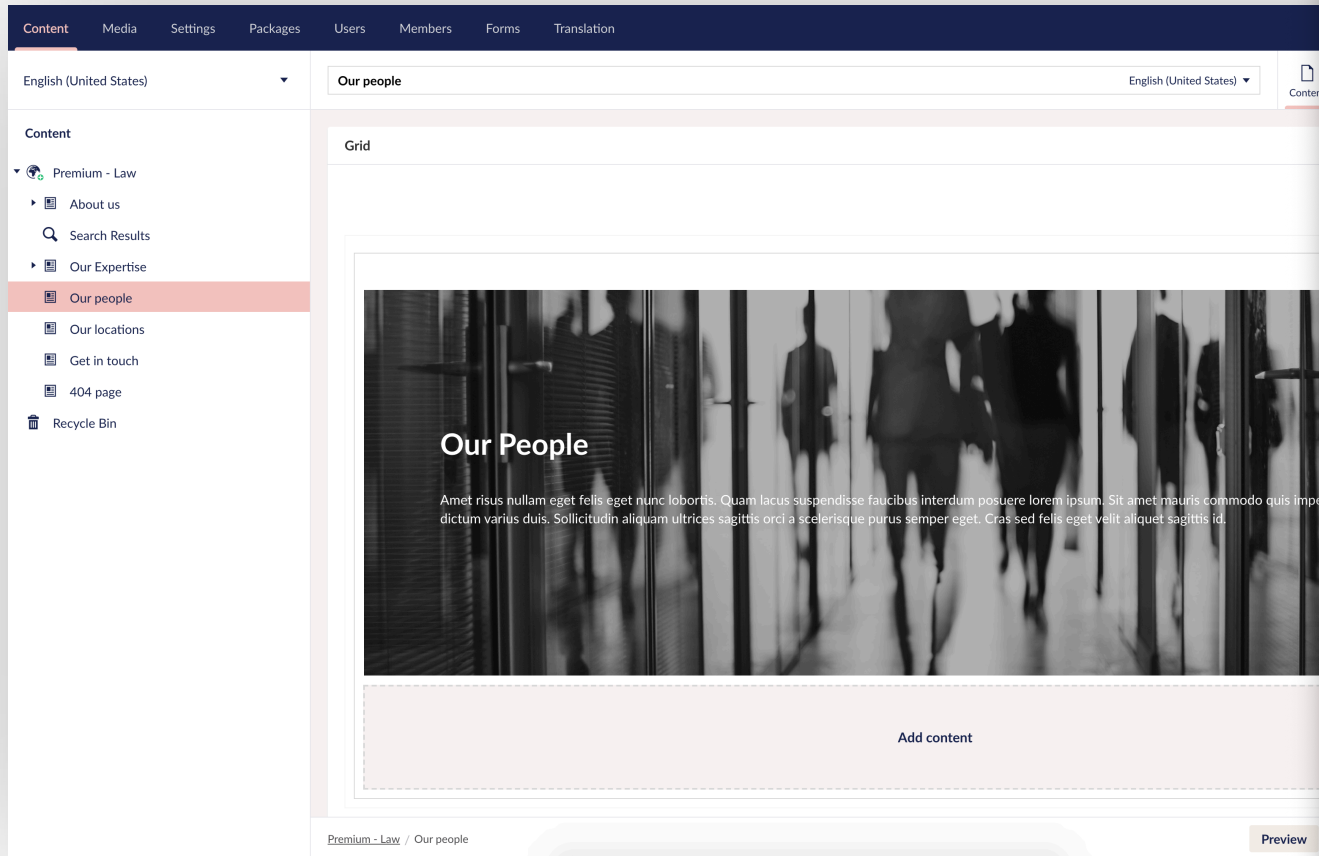 Content Media Settings Packages Users Members Forms Translation
English (United States)
Our people
English (United States)
Content
Premium - Law
About us
Search Results
Our Expertise
Our people
Our locations
Get in touch
404 page
Recycle Bin
Grid
Our People
Amet risus nullam eget felis eget nunc lobortis. Quam lacus suspendisse faucibus interdum posuere lorem ipsum. Sit amet mauris commodo quis
dictum varius duis. Sollicitudin aliquam ultrices sagittis orci a scelerisque purus semper eget. Cras sed felis eget velit aliquet sagittis id.
Add content
Premium - Law / Our people
Preview